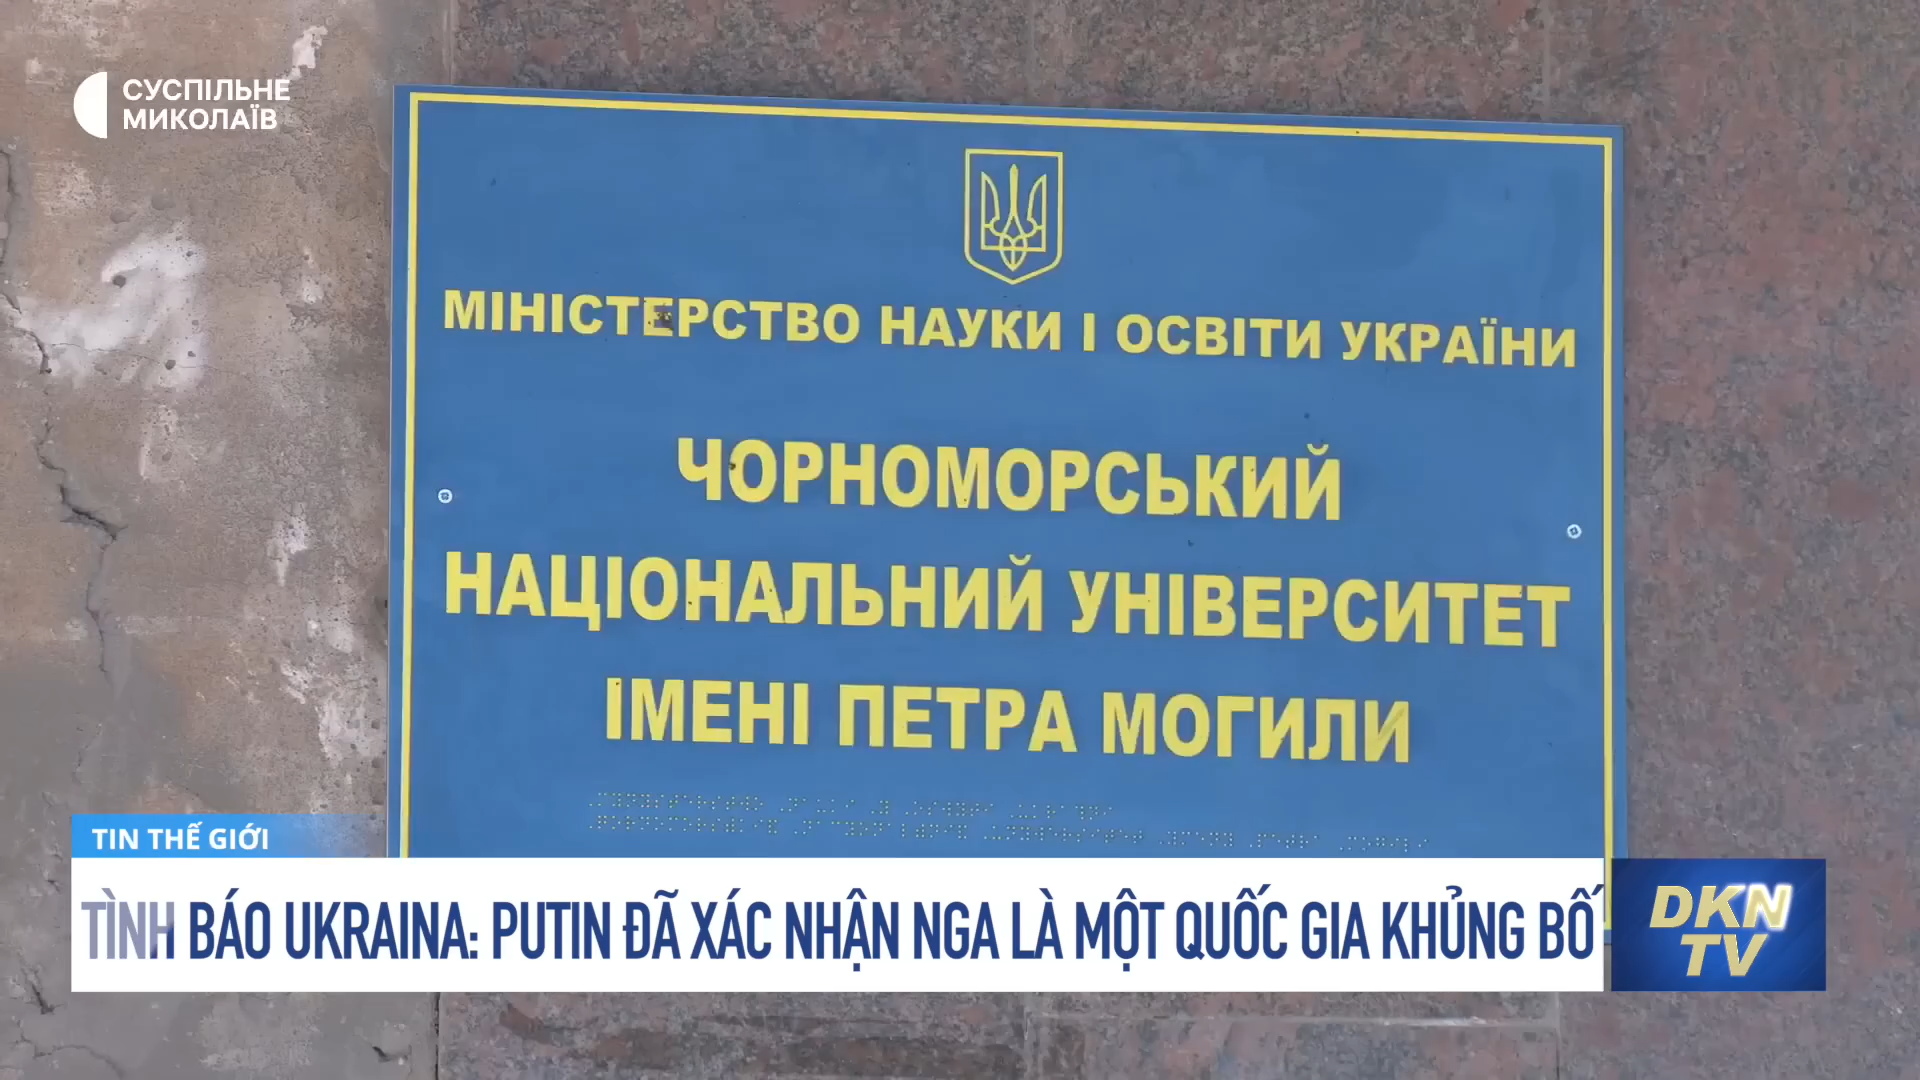 СУСПІЛЬНЕ
МИКОЛАЇВ
МІНІСТЕРСТВО НАУКИ І ОСВІТИ УКРАЇНИ
ЧОРНОМОРСЬКИЙ
НАЦІОНАЛЬНИЙ УНІВЕРСИТЕТ
ІМЕНІ ПЕТРА МОГИЛИ
TIN THẾ GIỚI
TÌNH BÁO UKRAINA: PUTIN ĐÃ XÁC NHẬN NGA LÀ MỘT QUỐC GIA KHỦNG BỐ
DKN
TV